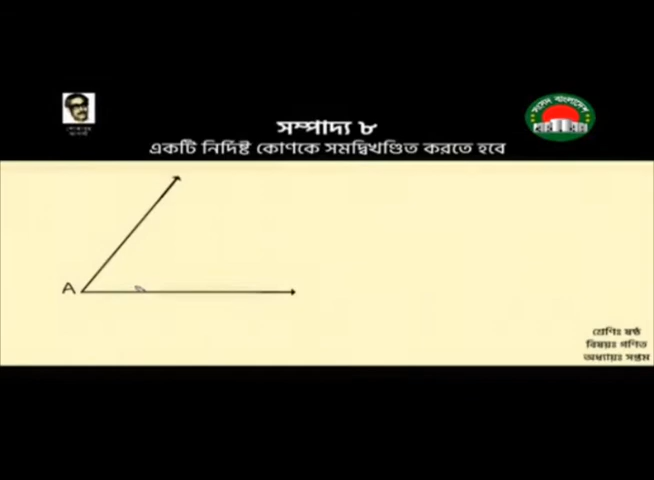 সম্পাদ্য ৮
একটি নির্দিষ্ট কোণকে সমদ্বিখণ্ডিত করতে হবে
A
শ্রেণিঃ ষষ্ঠ
বিষয়ঃ গণিত
অধ্যায়ঃ সপ্তম